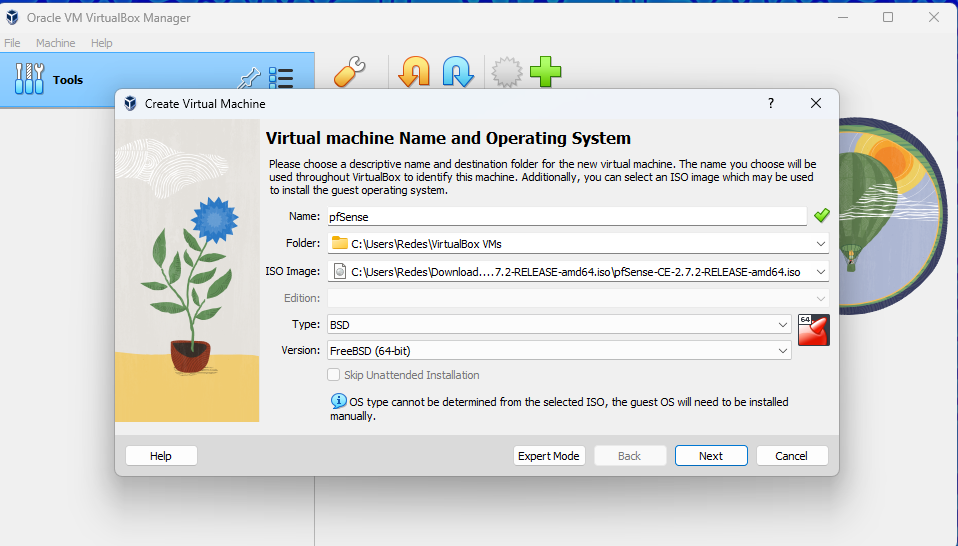 Oracle VM VirtualBox Manager
File Machine Help
Tools
Create Virtual Machine ?
Virtual machine Name and Operating System
Please choose a descriptive name and destination folder for the new virtual machine. The name you choose will be
used throughout VirtualBox to identify this machine. Additionally, you can select an ISO image which may be used
to install the guest operating system.
Name: pfSense
Folder: C:\Users\Redes\VirtualBox VMs
ISO Image: C:\Users\Redes\Download....7.2-RELEASE-amd64.iso\pfSense-CE-2.7.2-RELEASE-amd64.iso
Edition:
Type: BSD 64
Version: FreeBSD (64-bit)
Skip Unattended Installation
OS type cannot be determined from the selected ISO, the guest OS will need to be installed
manually.
Help Expert Mode Back Next Cancel